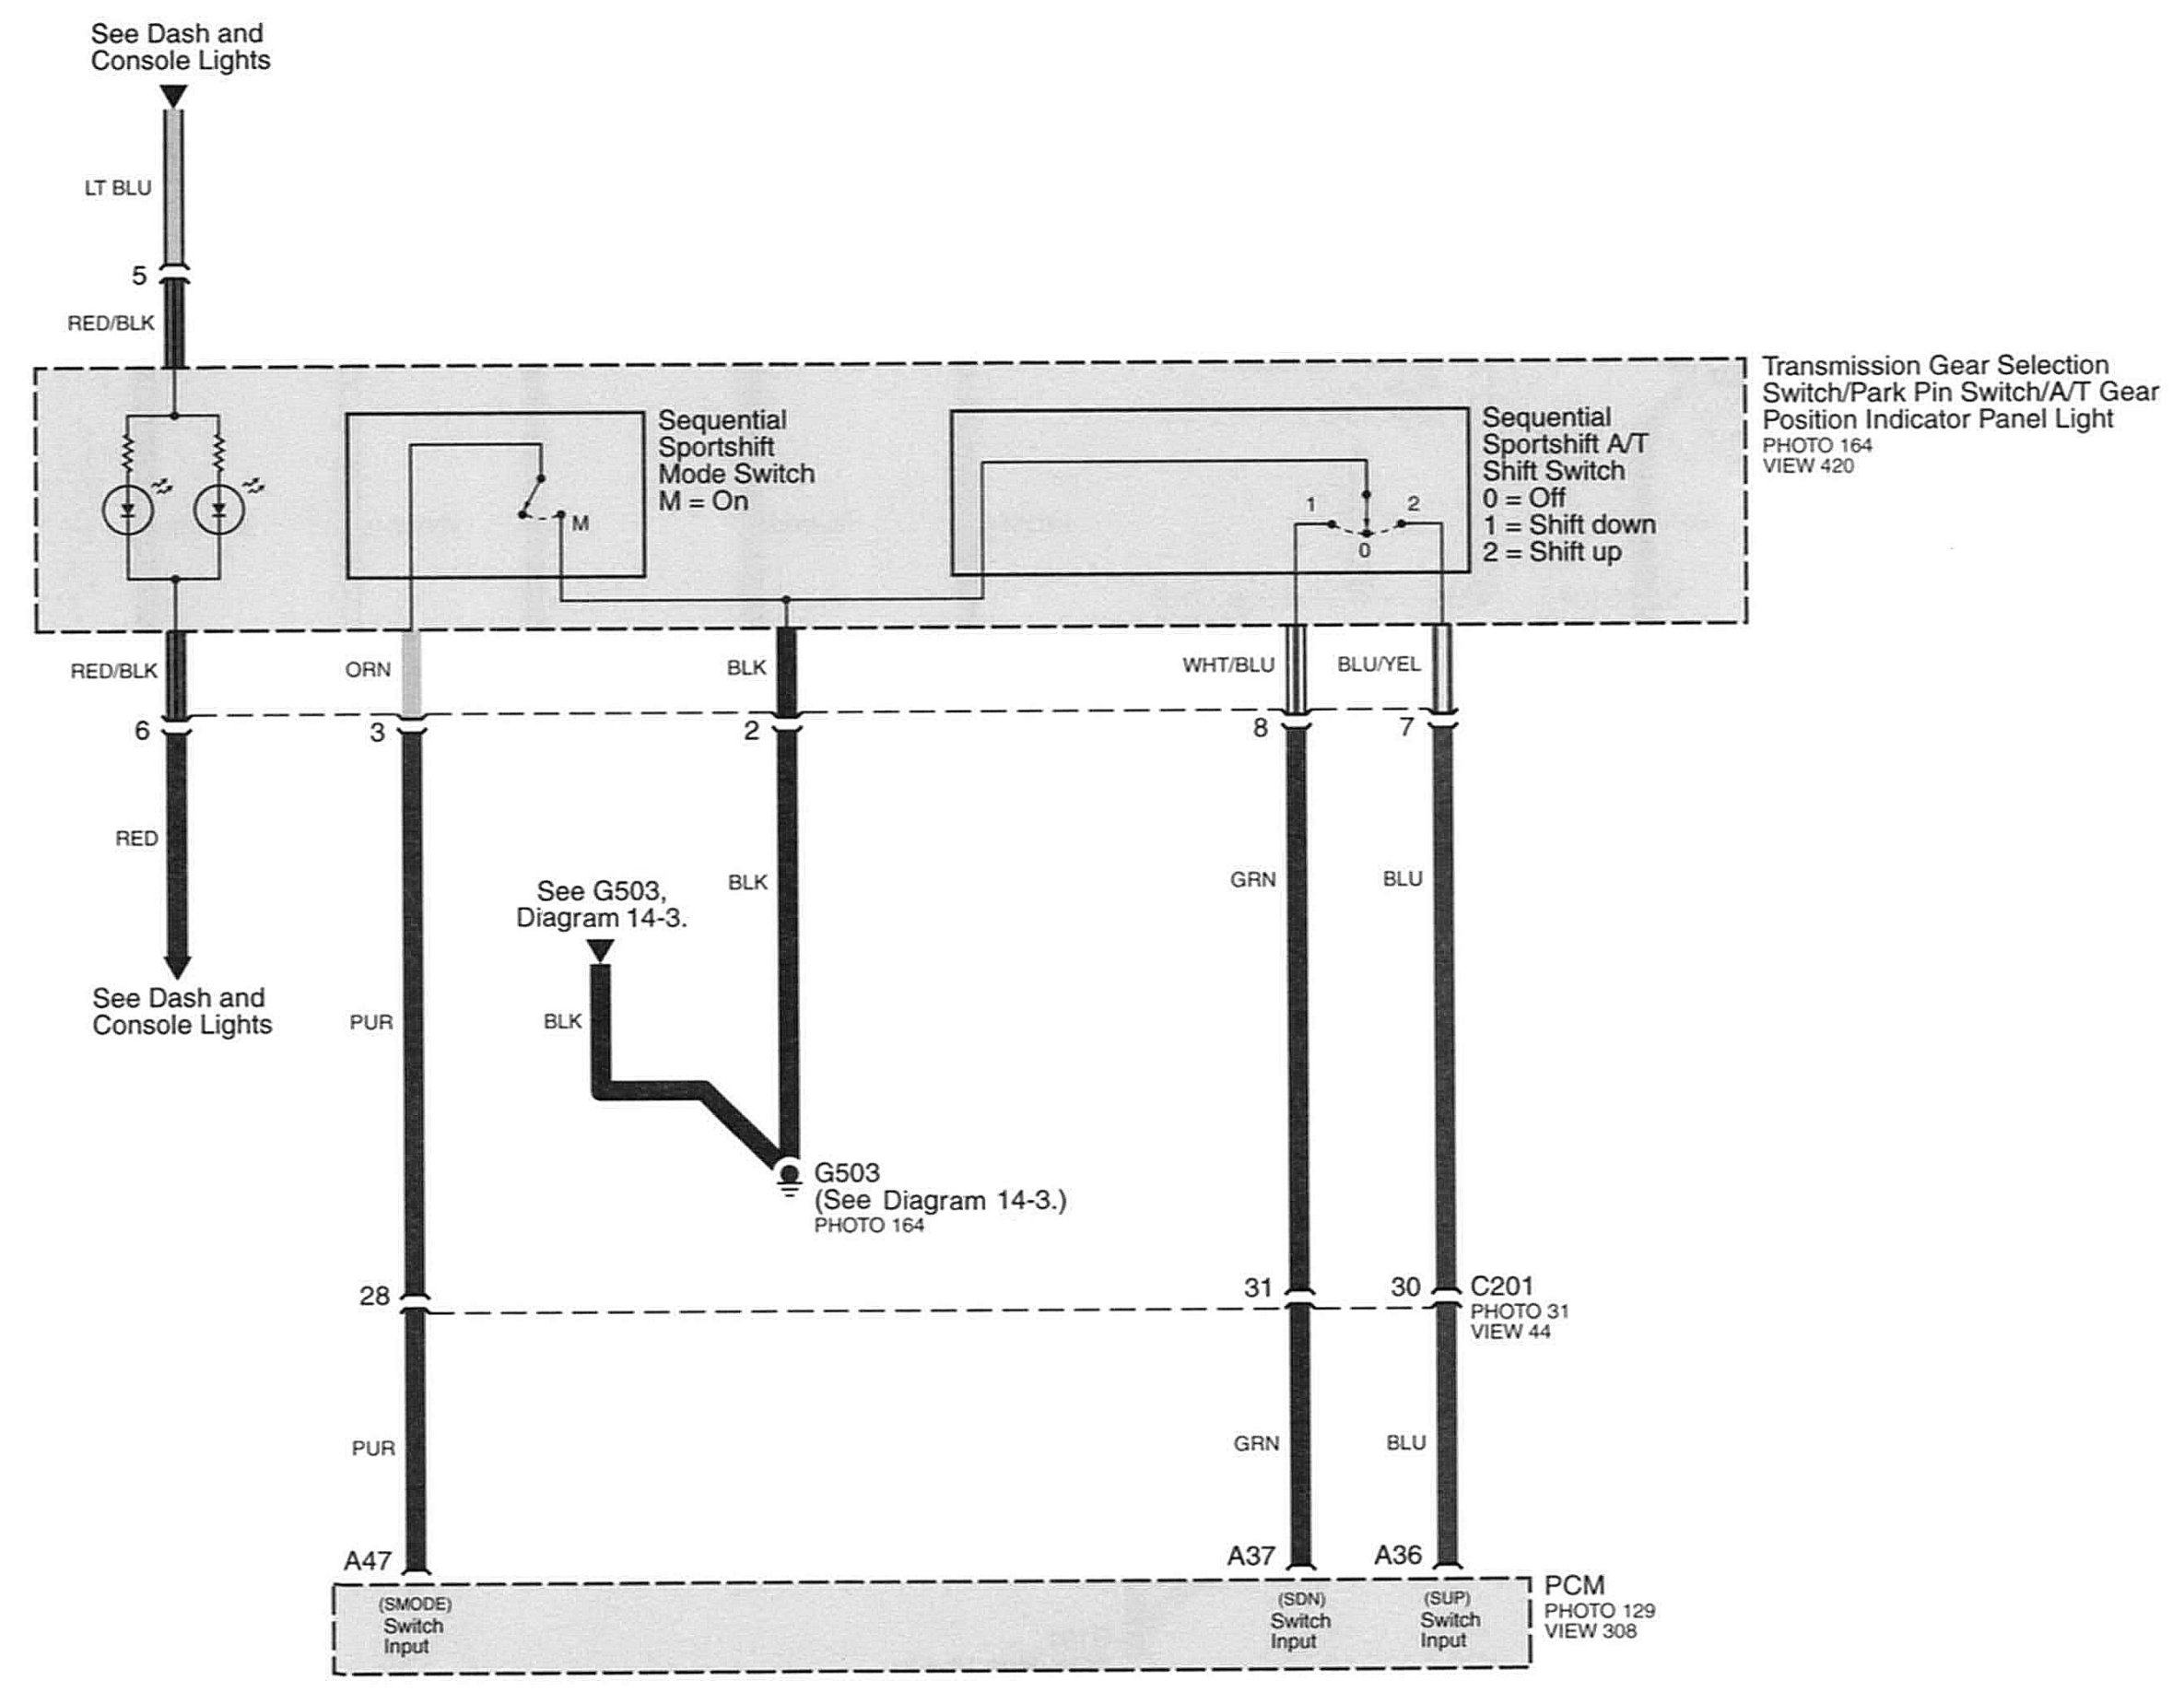 See Dash and
Console Lights
LT BLU
5
RED/BLK
Transmission Gear Selection
Switch/Park Pin Switch/A/T Gear
Position Indicator Panel Light
PHOTO 164
VIEW 420
Sequential
Sportshift
Mode Switch
M = On
M
Sequential
Sportshift A/T
Shift Switch
0 = Off
1 = Shift down
2 = Shift up
1
2
0
RED/BLK
ORN
BLK
WHT/BLU
BLU/YEL
6
3
2
8
7
RED
BLK
GRN
BLU
See G503,
Diagram 14-3.
See Dash and
Console Lights
PUR
BLK
G503
(See Diagram 14-3.)
PHOTO 164
28
31
30
C201
PHOTO 31
VIEW 44
PUR
GRN
BLU
A47
A37
A36
PCM
PHOTO 129
VIEW 308
(SMODE)
Switch
Input
(SDN)
Switch
Input
(SUP)
Switch
Input